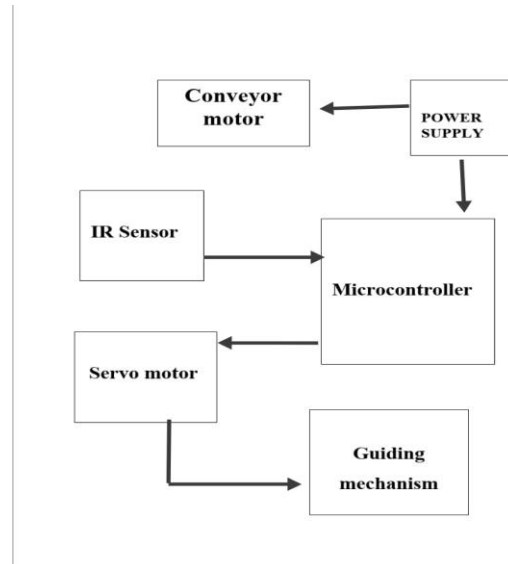 Conveyor
motor
POWER
SUPPLY
IR Sensor
Microcontroller
Servo motor
Guiding
mechanism